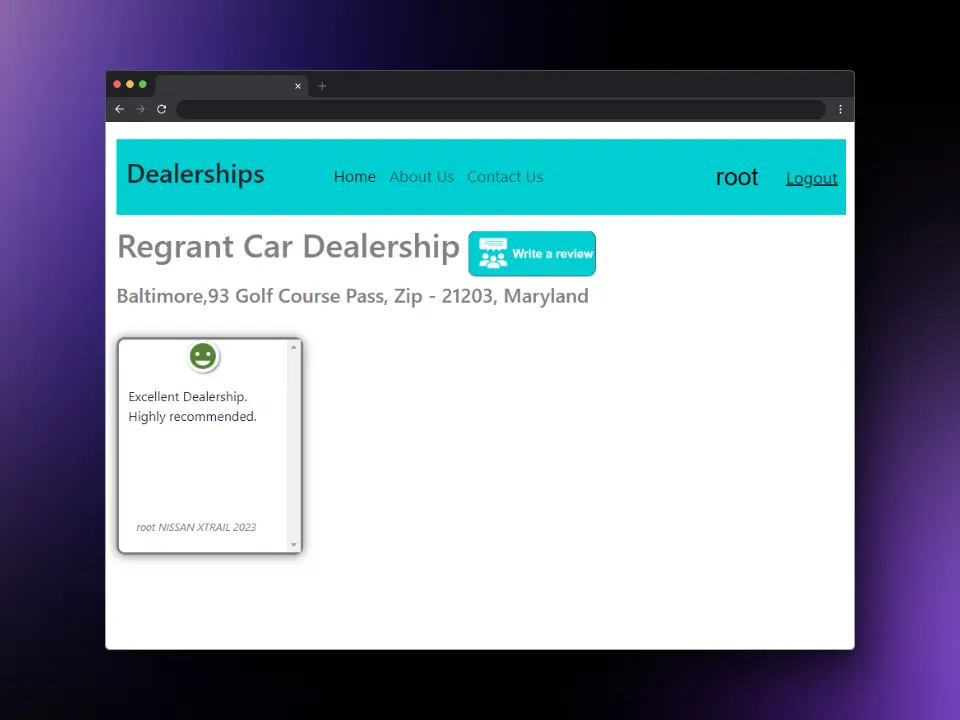 Dealerships
Home About Us Contact Us
root Logout
Regrant Car Dealership
Write a review
Baltimore,93 Golf Course Pass, Zip - 21203, Maryland
Excellent Dealership.
Highly recommended.
root NISSAN XTRAIL 2023